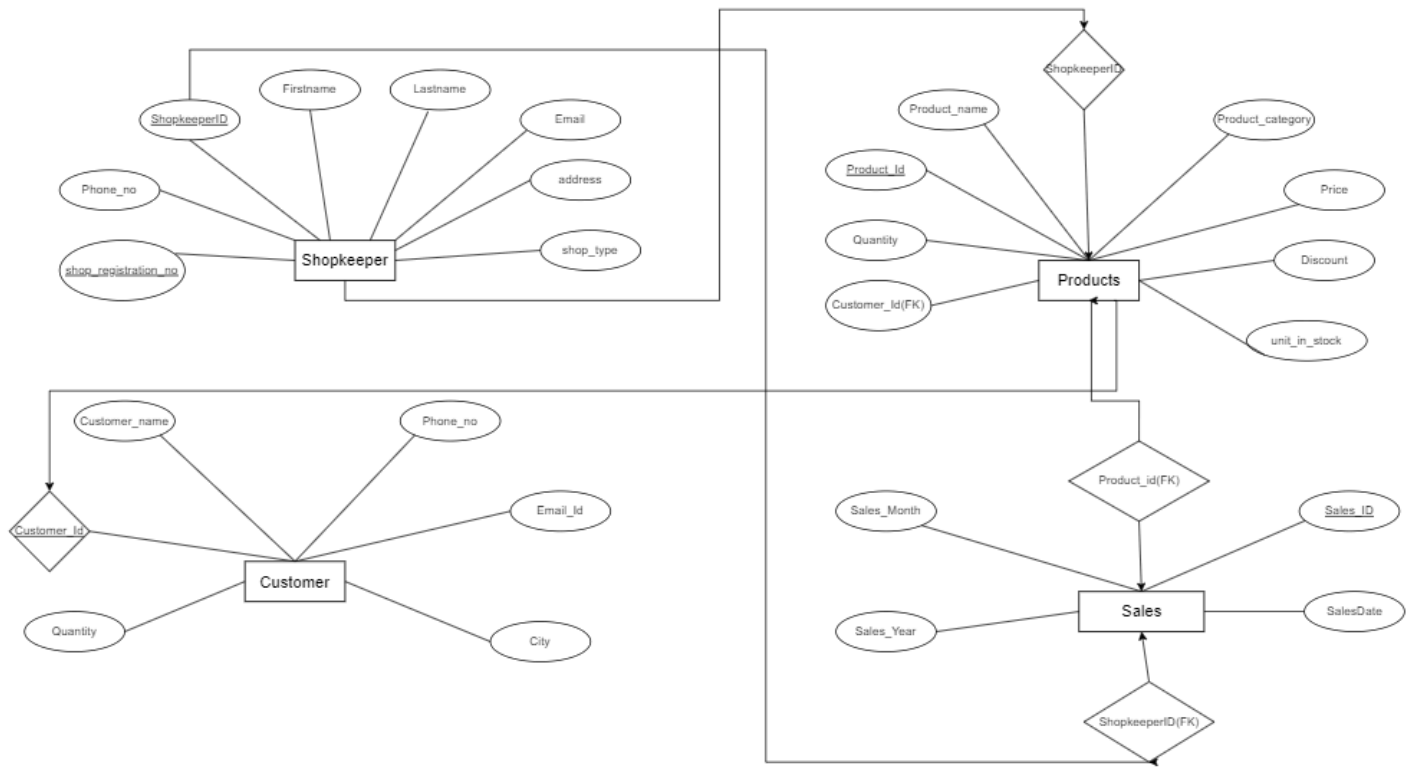 ShopkeeperID
Firstname
Lastname
Email
Phone_no
address
shop_registration_no
shop_type
Shopkeeper
ShopkeeperID
Product_name
Product_category
Product_Id
Price
Quantity
Discount
Customer_Id(FK)
unit_in_stock
Products
Customer_name
Phone_no
Customer_Id
Email_Id
Quantity
City
Customer
Product_id(FK)
Sales_Month
Sales_ID
Sales_Year
SalesDate
Sales
ShopkeeperID(FK)